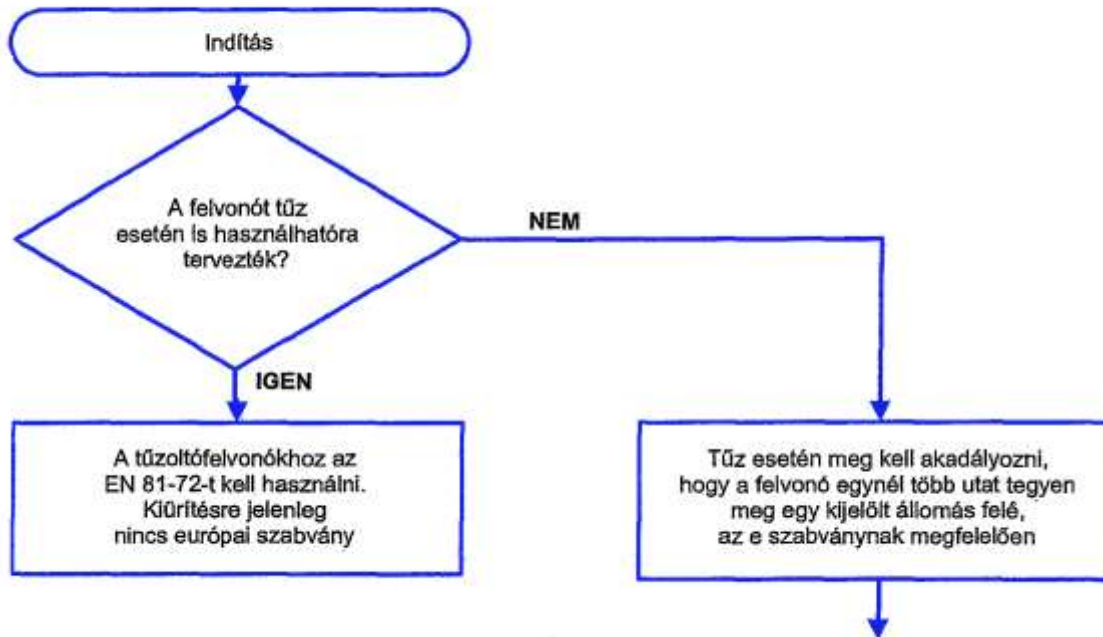 Indítás
A felvonót tűz
esetén is használhatóra
tervezték?
NEM
IGEN
A tűzoltófelvonókhoz az
EN 81-72-t kell használni.
Kiürítésre jelenleg
nincs európai szabvány
Tűz esetén meg kell akadályozni,
hogy a felvonó egynél több utat tegyen
meg egy kijelölt állomás felé,
az e szabványnak megfelelően